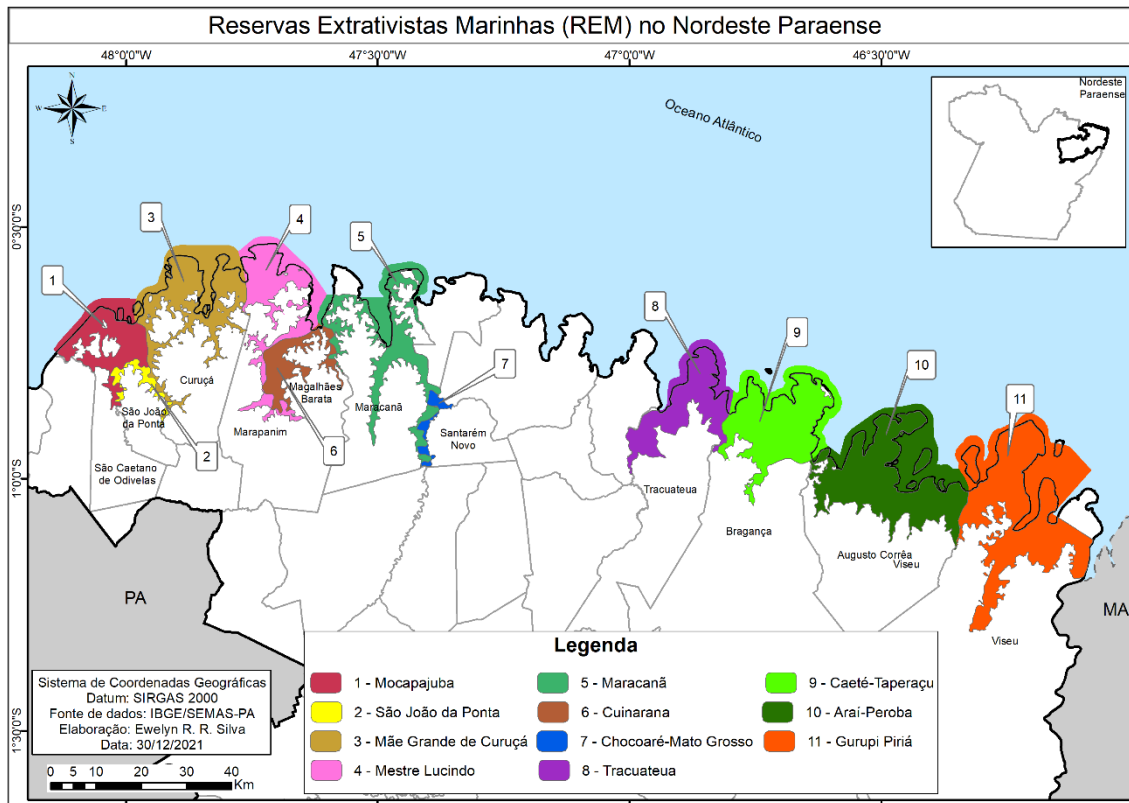 Reservas Extrativistas Marinhas (REM) no Nordeste Paraense
48°0'0"W
47°30'0"W
47°0'0"W
46°30'0"W
0°30'0"S
1°0'0"S
1°30'0"S
N
W
E
S
Oceano Atlântico
Nordeste
Paraense
1
2
3
4
5
6
7
8
9
10
11
São João
da Ponta
São Caetano
de Odivelas
Curuçá
Marapanim
Magalhães
Barata
Maracanã
Santarém
Novo
Tracuateua
Bragança
Augusto Corrêa
Viseu
Viseu
PA
MA
Sistema de Coordenadas Geográficas
Datum: SIRGAS 2000
Fonte de dados: IBGE/SEMAS-PA
Elaboração: Ewelyn R. R. Silva
Data: 30/12/2021
0 5 10 20 30 40
Km
Legenda
1 - Mocapajuba
2 - São João da Ponta
3 - Mãe Grande de Curuçá
4 - Mestre Lucindo
5 - Maracanã
6 - Cuinarana
7 - Chocoaré-Mato Grosso
8 - Tracuateua
9 - Caeté-Taperaçu
10 - Araí-Peroba
11 - Gurupi Piriá